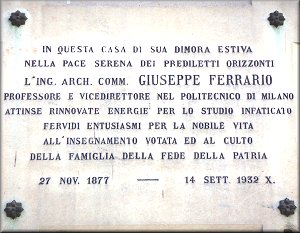 IN QUESTA CASA DI SUA DIMORA ESTIVA
NELLA PACE SERENA DEI PREDILETTI ORIZZONTI
L'ING. ARCH. COMM. GIUSEPPE FERRARIO
PROFESSORE E VICEDIRETTORE NEL POLITECNICO DI MILANO
ATTINSE RINNOVATE ENERGIE PER LO STUDIO INFATICATO
FERVIDI ENTUSIASMI PER LA NOBILE VITA
ALL'INSEGNAMENTO VOTATA ED AL CULTO
DELLA FAMIGLIA DELLA FEDE DELLA PATRIA
27 NOV. 1877 — 14 SETT. 1932 X.